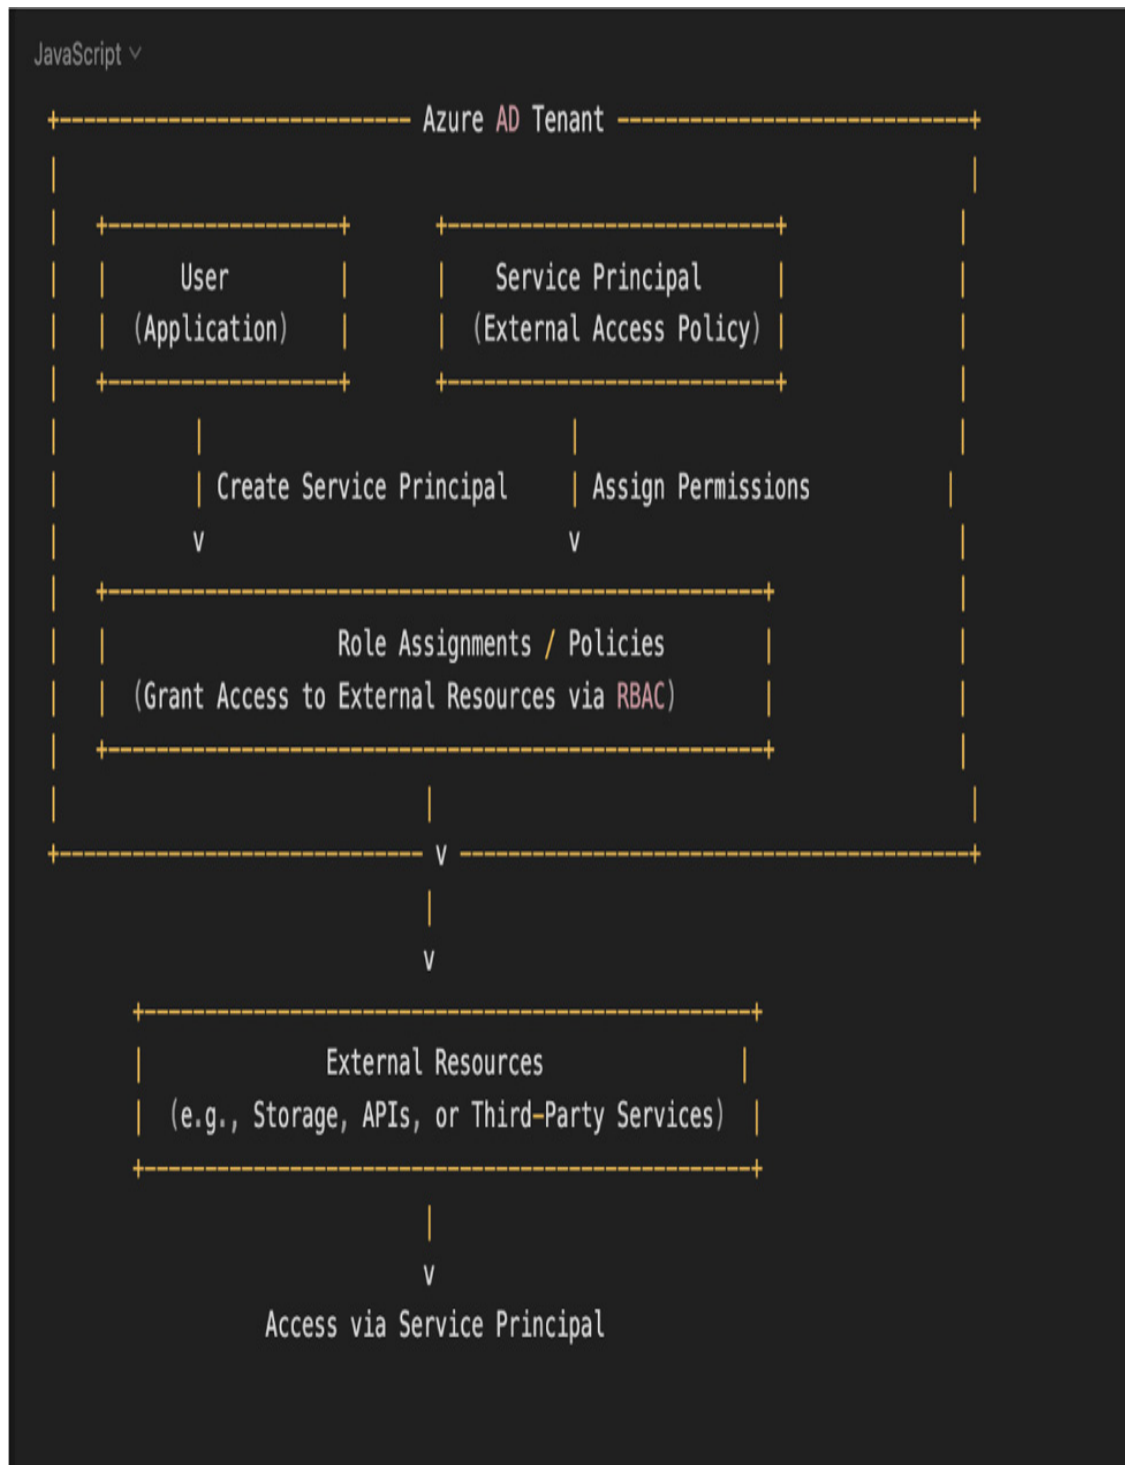 JavaScript
Azure AD Tenant
User Service Principal
(Application) (External Access Policy)
Create Service Principal Assign Permissions
v v
Role Assignments / Policies
(Grant Access to External Resources via RBAC)
v
v
External Resources
(e.g., Storage, APIs, or Third-Party Services)
v
Access via Service Principal